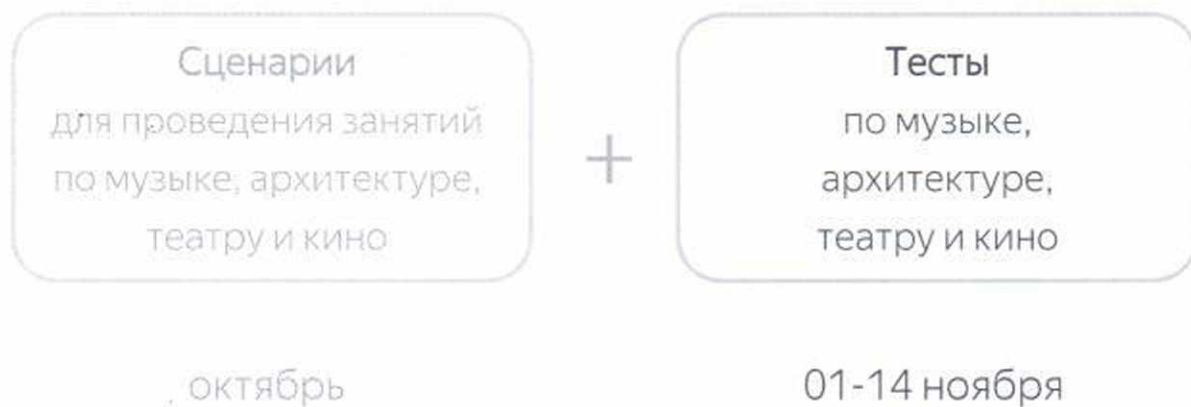 Сценарии
для проведения занятий
по музыке, архитектуре,
театру и кино
+
Тесты
по музыке,
архитектуре,
театру и кино
октябрь
01-14 ноября